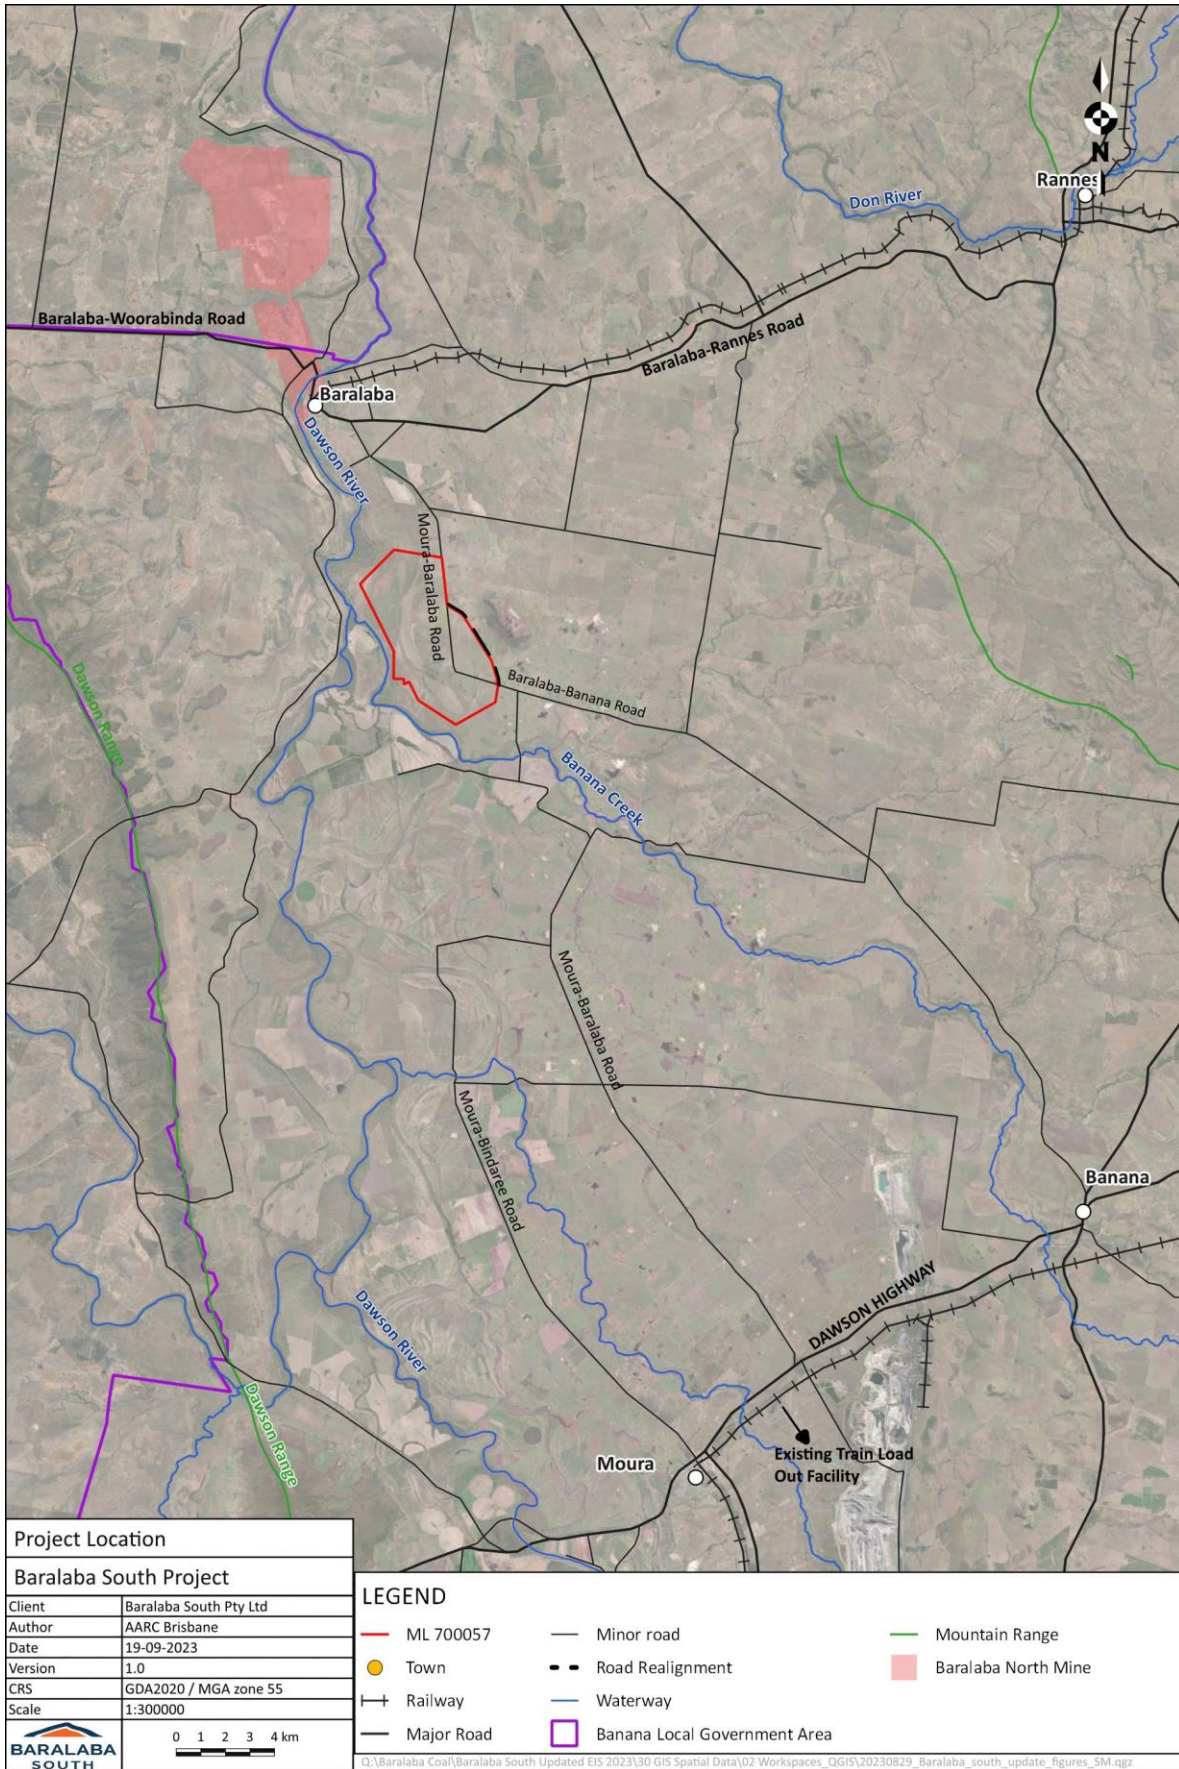 N
Rannes
Don River
Baralaba-Woorabinda Road
Baralaba-Rannes Road
Baralaba
Dawson River
Moura-Baralaba Road
Baralaba-Banana Road
Dawson Range
Banana Creek
Moura-Baralaba Road
Moura-Bindaree Road
Banana
DAWSON HIGHWAY
Dawson River
Dawson Range
Moura
Existing Train Load
Out Facility
Project Location
Baralaba South Project
Client Baralaba South Pty Ltd
Author AARC Brisbane
Date 19-09-2023
Version 1.0
CRS GDA2020 / MGA zone 55
Scale 1:300000
BARALABA
SOUTH
0 1 2 3 4 km
LEGEND
ML 700057
Town
Railway
Major Road
Minor road
Road Realignment
Waterway
Banana Local Government Area
Mountain Range
Baralaba North Mine
Q:\Baralaba Coal\Baralaba South Updated EIS 2023\30 GIS Spatial Data\02 Workspaces_QGIS\20230829_Baralaba_south_update_figures_SM.qgz